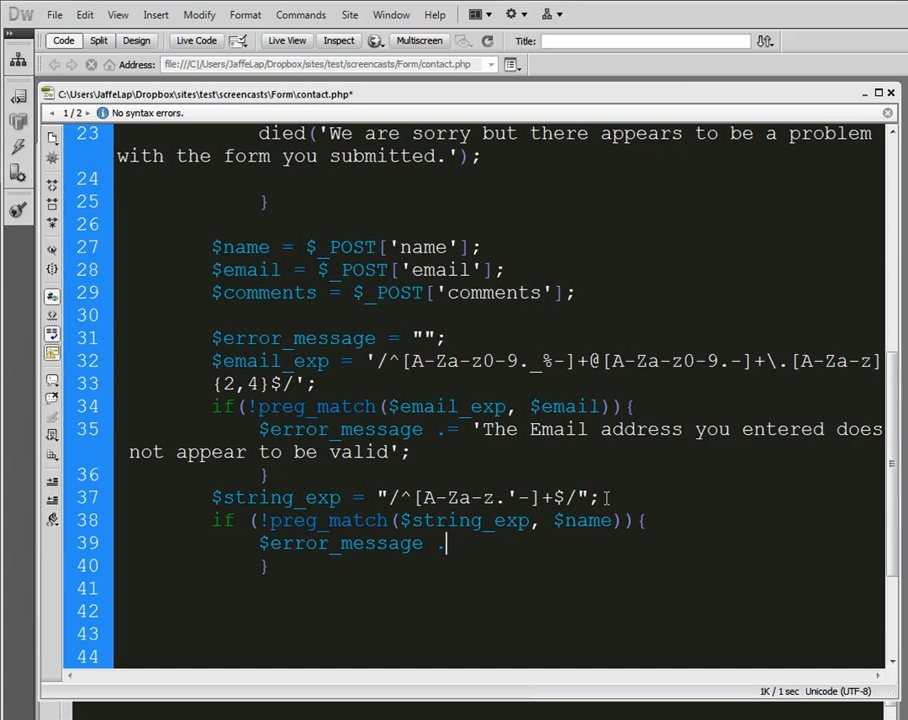 Dw File Edit View Insert Modify Format Commands Site Window Help
Code Split Design Live Code Live View Inspect Multiscreen Title:
Address: file:///C|/Users/JaffeLap/Dropbox/sites/test/screencasts/Form/contact.php
C:\Users\JaffeLap\Dropbox\sites\test\screencasts\Form\contact.php*
1 / 2 No syntax errors.
23 died('We are sorry but there appears to be a problem
with the form you submitted.');
24
25 }
26
27 $name = $_POST['name'];
28 $email = $_POST['email'];
29 $comments = $_POST['comments'];
30
31 $error_message = "";
32 $email_exp = '/^[A-Za-z0-9._%-]+@[A-Za-z0-9.-]+\.[A-Za-z]
33 {2,4}$/';
34 if(!preg_match($email_exp, $email)){
35 $error_message .= 'The Email address you entered does
not appear to be valid';
36 }
37 $string_exp = "/^[A-Za-z.'-]+$/";
38 if (!preg_match($string_exp, $name)){
39 $error_message .
40 }
41
42
43
44
1K / 1 sec Unicode (UTF-8)